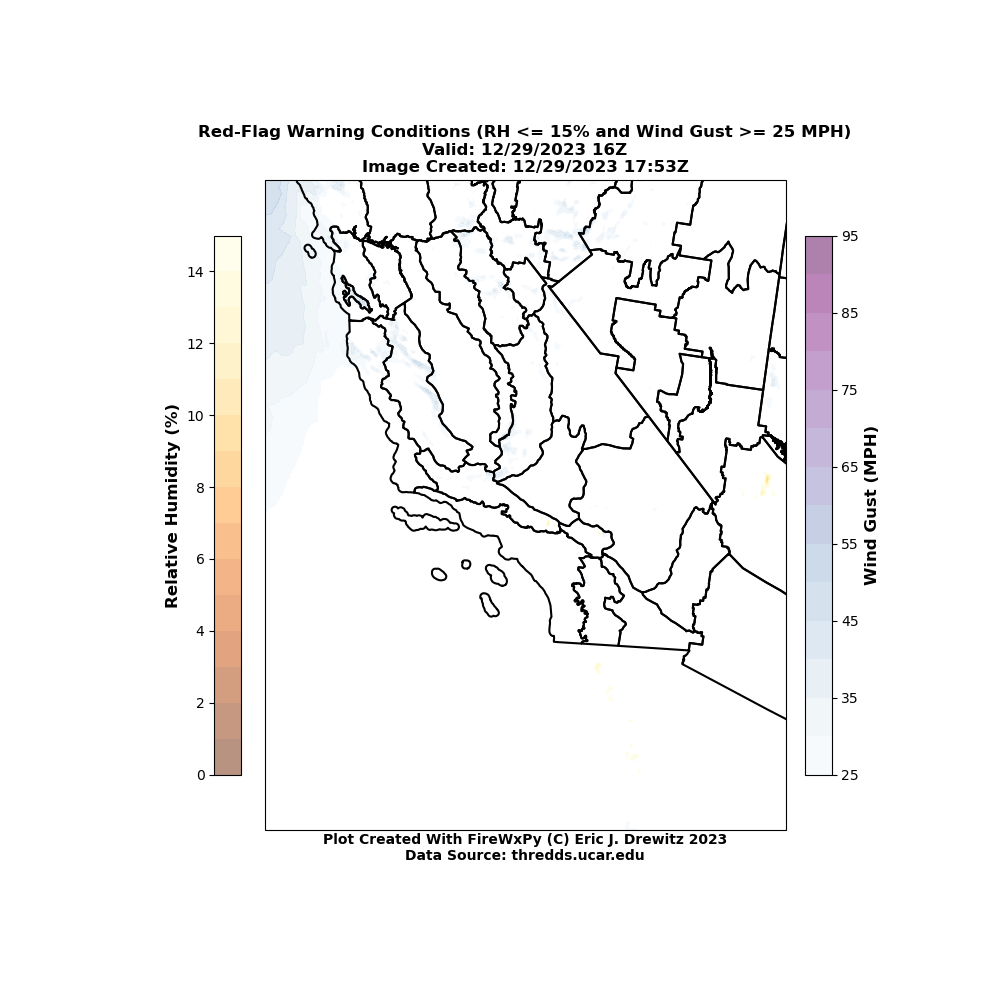 Red-Flag Warning Conditions (RH <= 15% and Wind Gust >= 25 MPH)
Valid: 12/29/2023 16Z
Image Created: 12/29/2023 17:53Z
Relative Humidity (%)
14
12
10
8
6
4
2
0
95
85
75
65
55
45
35
25
Wind Gust (MPH)
Plot Created With FireWxPy (C) Eric J. Drewitz 2023
Data Source: thredds.ucar.edu